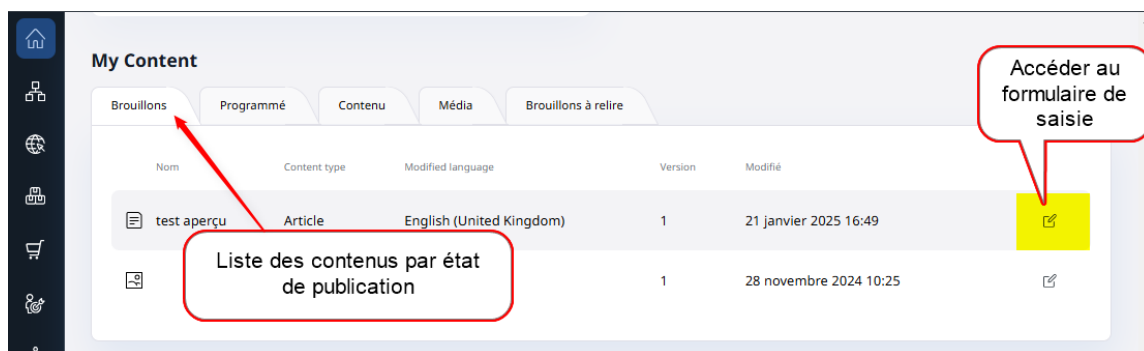 My Content
Accéder au
formulaire de
saisie
Brouillons Programmé Contenu Média Brouillons à relire
Nom Content type Modified language Version Modifié
test aperçu Article English (United Kingdom) 1 21 janvier 2025 16:49
Liste des contenus par état
de publication
1 28 novembre 2024 10:25